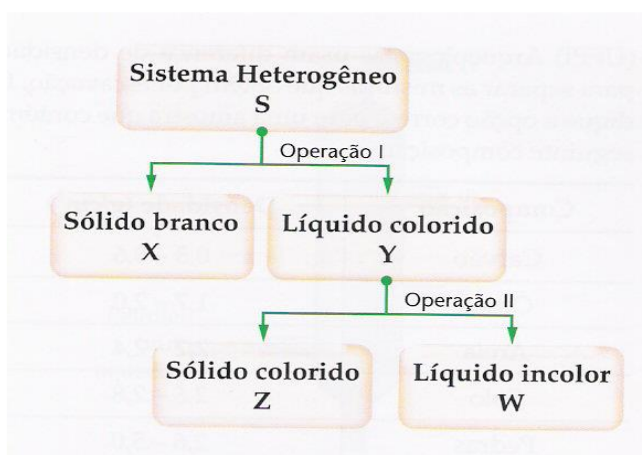 Sistema Heterogêneo
S
Operação I
Sólido branco
X
Líquido colorido
Y
Operação II
Sólido colorido
Z
Líquido incolor
W